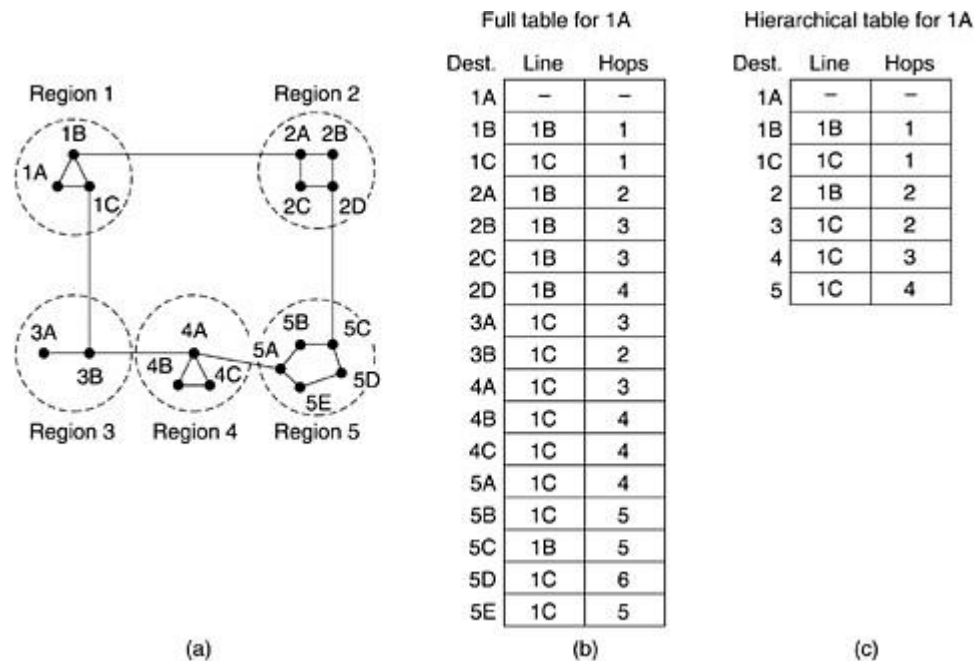 Full table for 1A
Hierarchical table for 1A
Dest. Line Hops
Dest. Line Hops
Region 1
Region 2
1B
1A
1C
2A 2B
2C 2D
3A
3B
4A
4B
4C
5B 5C
5A
5D
5E
Region 3 Region 4 Region 5
1A – –
1B 1B 1
1C 1C 1
2A 1B 2
2B 1B 3
2C 1B 3
2D 1B 4
3A 1C 3
3B 1C 2
4A 1C 3
4B 1C 4
4C 1C 4
5A 1C 4
5B 1C 5
5C 1B 5
5D 1C 6
5E 1C 5
1A – –
1B 1B 1
1C 1C 1
2 1B 2
3 1C 2
4 1C 3
5 1C 4
(a) (b) (c)